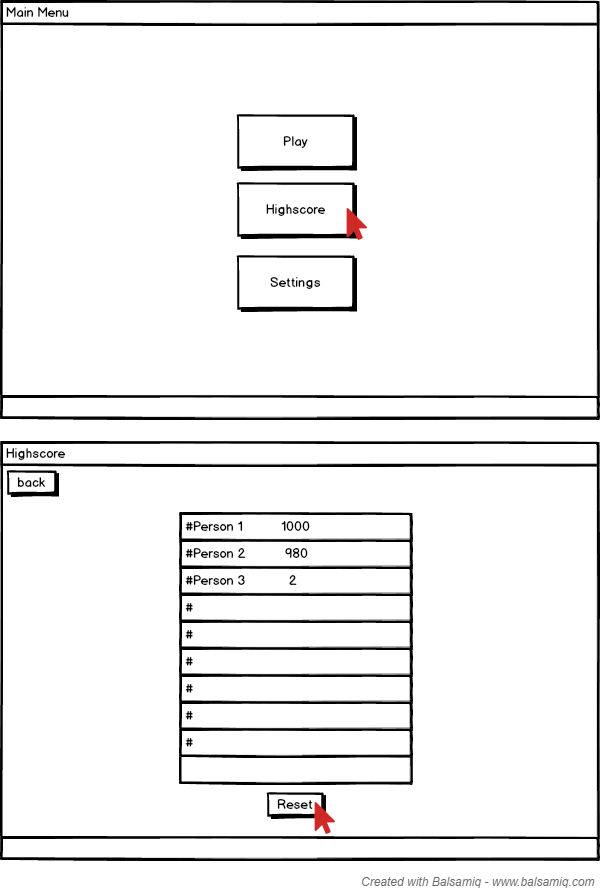 Main Menu
Play
Highscore
Settings
Highscore
back
#Person 1 1000
#Person 2 980
#Person 3 2
#
#
#
#
#
#
Reset
Created with Balsamiq - www.balsamiq.com